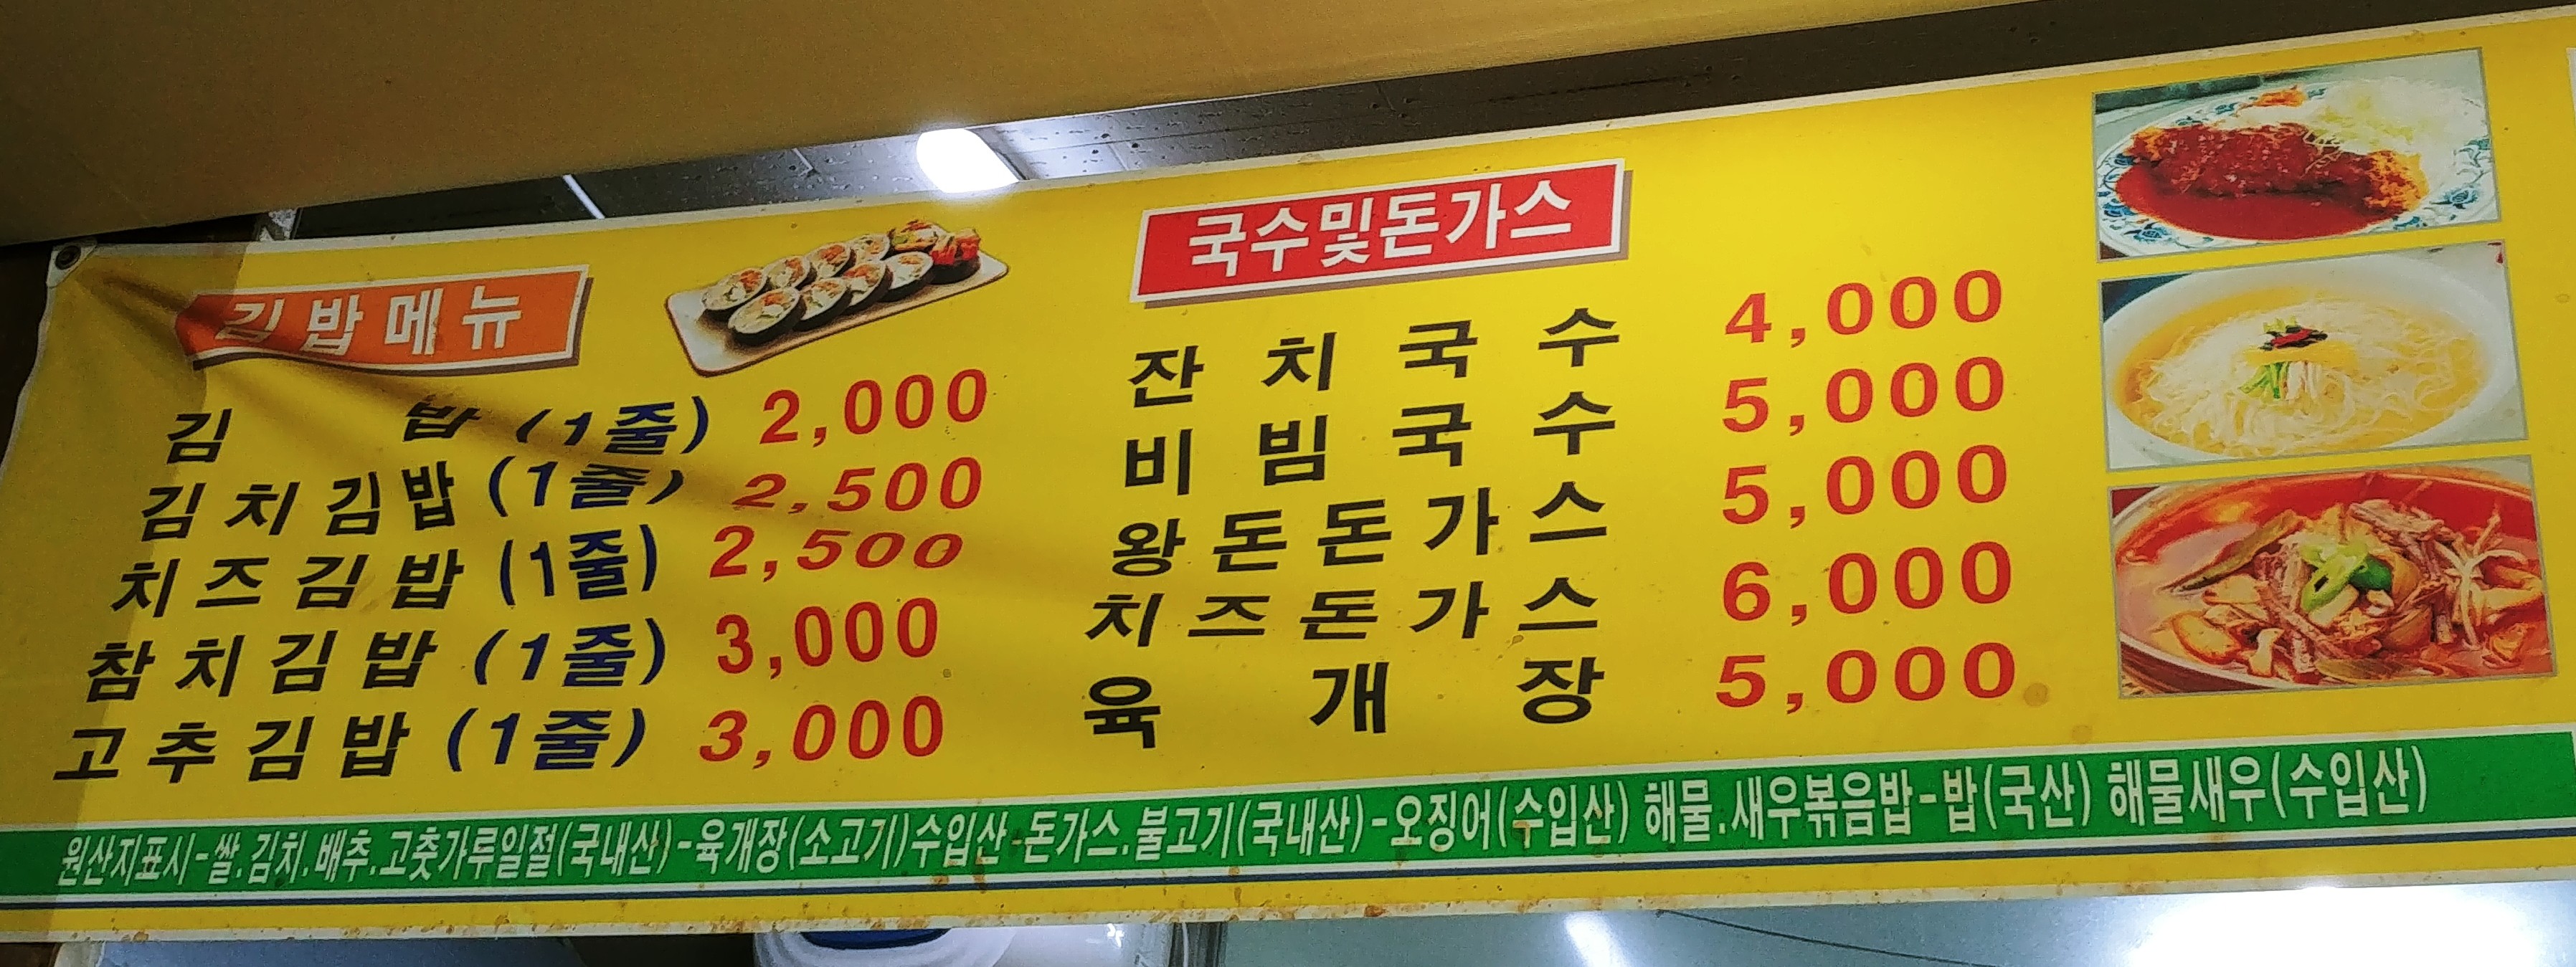 김밥메뉴
김 밥 (1줄) 2,000
김치김밥 (1줄) 2,500
치즈김밥 (1줄) 2,500
참치김밥 (1줄) 3,000
고추김밥 (1줄) 3,000
국수및돈가스
잔치국수 4,000
비빔국수 5,000
왕돈돈가스 5,000
치즈돈가스 6,000
육개장 5,000
원산지표시-쌀.김치.배추.고춧가루일절(국내산)-육개장(소고기)수입산-돈가스.불고기(국내산)-오징어(수입산) 해물.새우볶음밥-밥(국산) 해물새우(수입산)